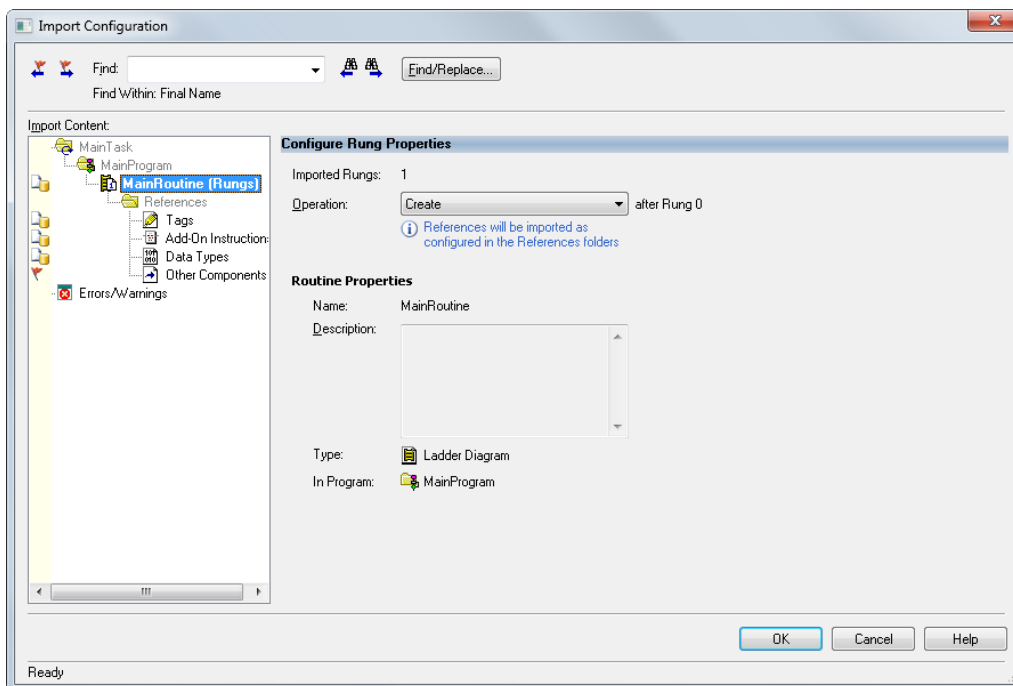 Import Configuration
Find:
Find/Replace...
Find Within: Final Name
Import Content:
MainTask
MainProgram
MainRoutine (Rungs)
References
Tags
Add-On Instruction
Data Types
Other Components
Errors/Warnings
Configure Rung Properties
Imported Rungs: 1
Operation: Create after Rung 0
References will be imported as
configured in the References folders
Routine Properties
Name: MainRoutine
Description:
Type: Ladder Diagram
In Program: MainProgram
OK Cancel Help
Ready